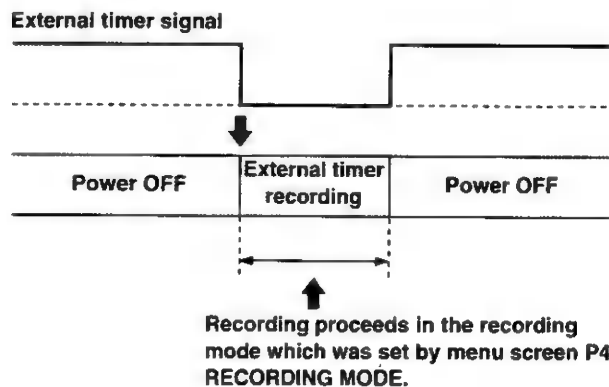 External timer signal
Power OFF
External timer
recording
Power OFF
Recording proceeds in the recording
mode which was set by menu screen P4
RECORDING MODE.